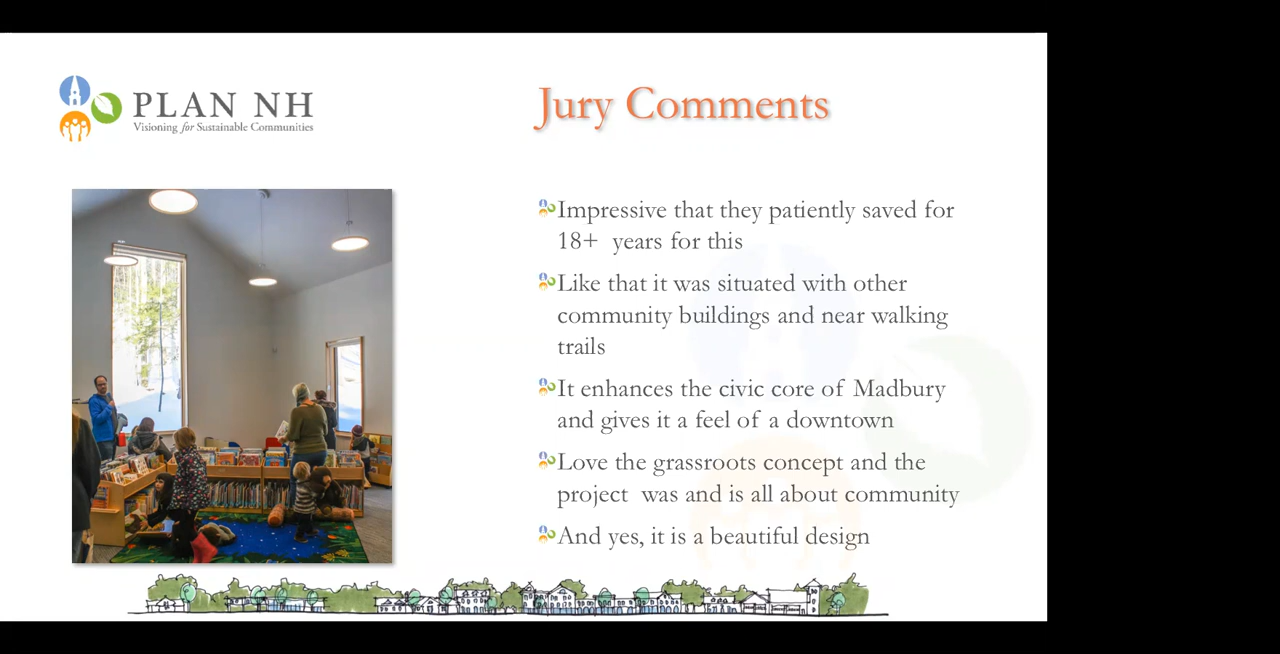 PLAN NH
Visioning for Sustainable Communities
Jury Comments
Impressive that they patiently saved for
18+ years for this
Like that it was situated with other
community buildings and near walking
trails
It enhances the civic core of Madbury
and gives it a feel of a downtown
Love the grassroots concept and the
project was and is all about community
And yes, it is a beautiful design